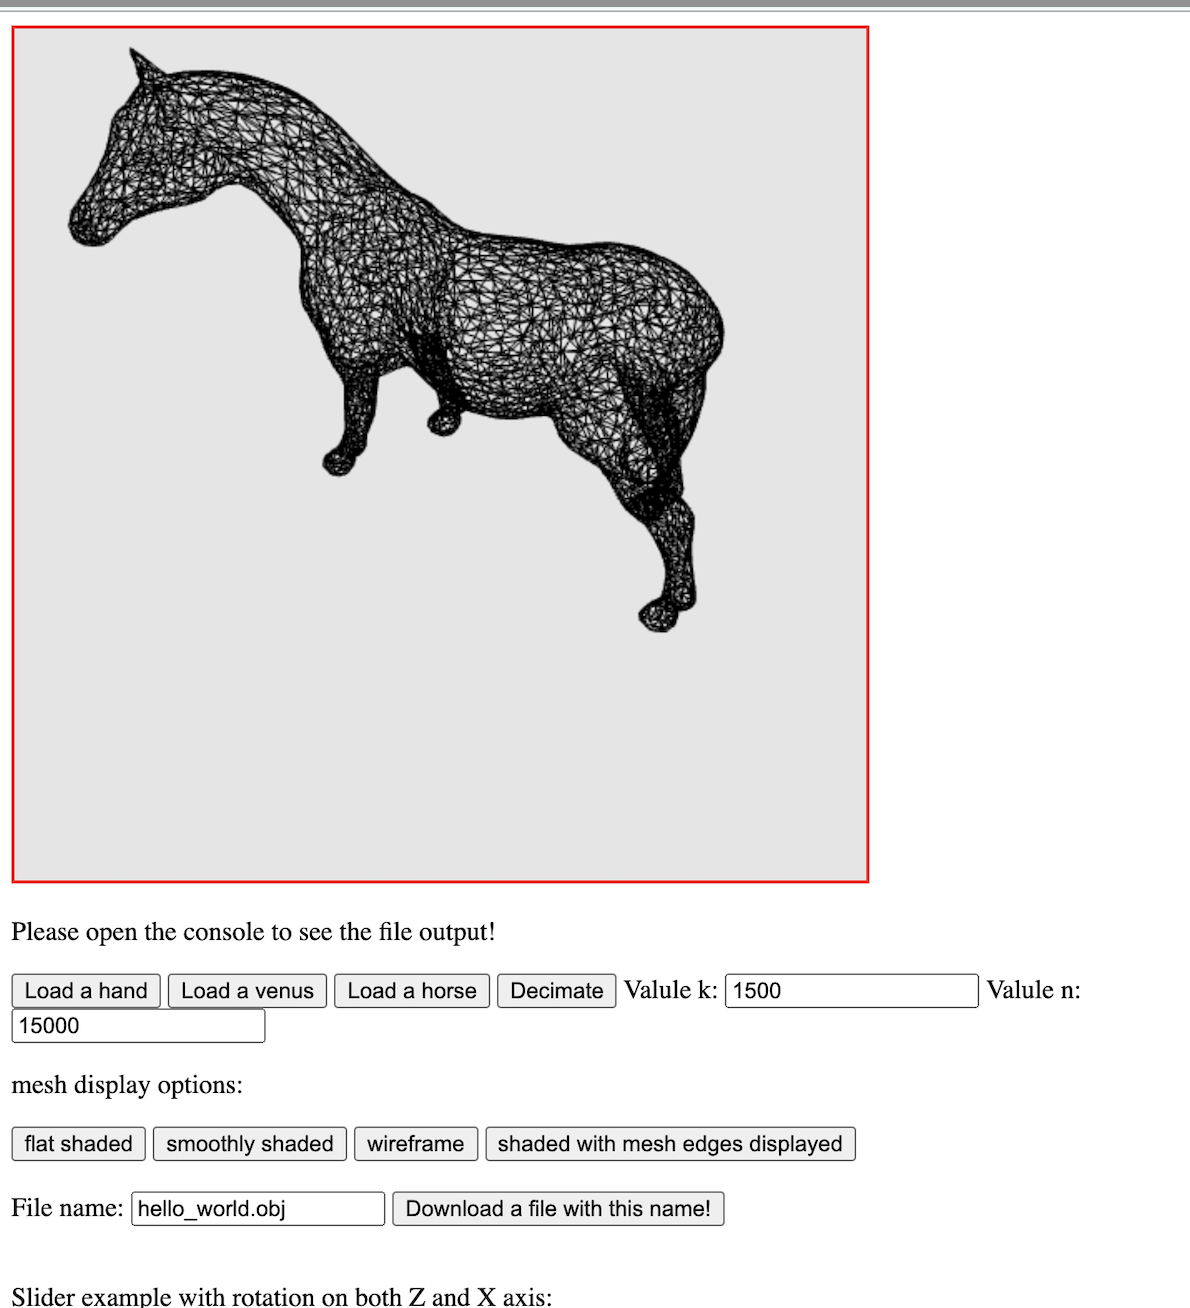 Please open the console to see the file output!
Load a hand Load a venus Load a horse Decimate Valule k: 1500 Valule n:
15000
mesh display options:
flat shaded smoothly shaded wireframe shaded with mesh edges displayed
File name: hello_world.obj Download a file with this name!
Slider example with rotation on both Z and X axis: